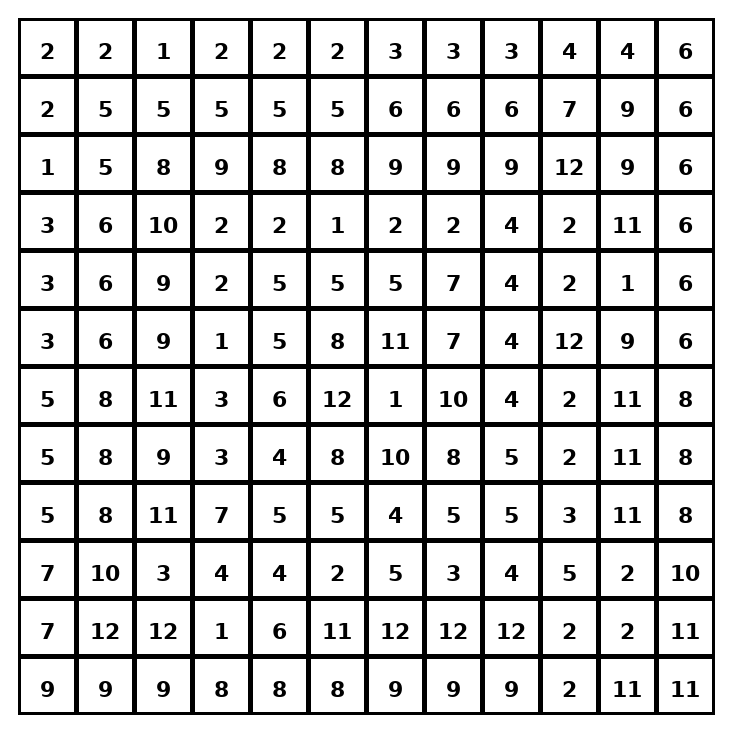 2 2 1 2 2 2 3 3 3 4 4 6
2 5 5 5 5 5 6 6 6 7 9 6
1 5 8 9 8 8 9 9 9 12 9 6
3 6 10 2 2 1 2 2 4 2 11 6
3 6 9 2 5 5 5 7 4 2 1 6
3 6 9 1 5 8 11 7 4 12 9 6
5 8 11 3 6 12 1 10 4 2 11 8
5 8 9 3 4 8 10 8 5 2 11 8
5 8 11 7 5 5 4 5 5 3 11 8
7 10 3 4 4 2 5 3 4 5 2 10
7 12 12 1 6 11 12 12 12 2 2 11
9 9 9 8 8 8 9 9 9 2 11 11